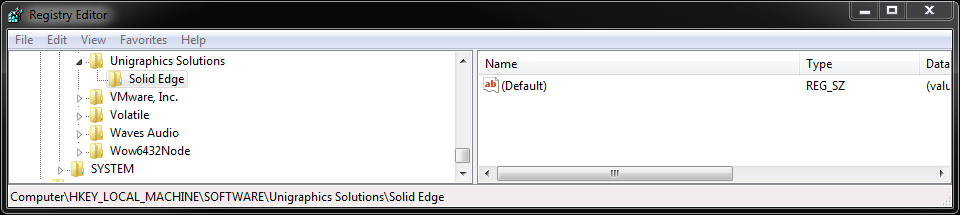 Registry Editor
File Edit View Favorites Help
Unigraphics Solutions
Solid Edge
VMware, Inc.
Volatile
Waves Audio
Wow6432Node
SYSTEM
Name Type Data
ab (Default) REG_SZ (valu
Computer\HKEY_LOCAL_MACHINE\SOFTWARE\Unigraphics Solutions\Solid Edge